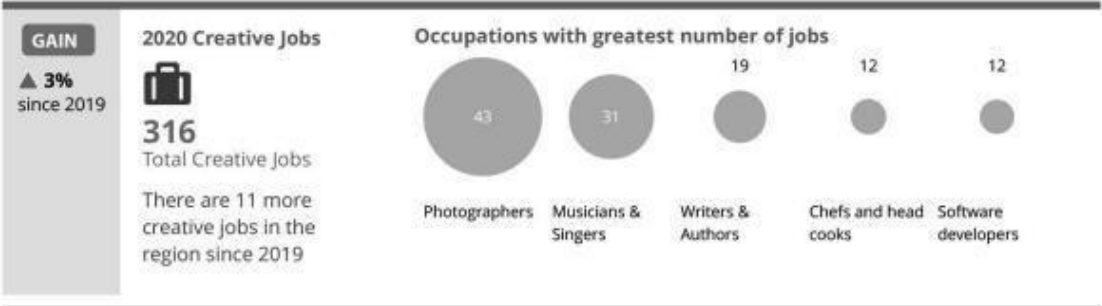 GAIN
▲ 3%
since 2019
2020 Creative Jobs
316
Total Creative Jobs
There are 11 more
creative jobs in the
region since 2019
Occupations with greatest number of jobs
43
31
19
12
12
Photographers
Musicians &
Singers
Writers &
Authors
Chefs and head
cooks
Software
developers